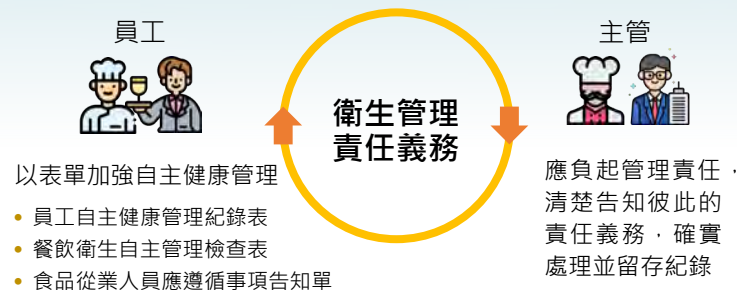 員工
以表單加強自主健康管理
• 員工自主健康管理紀錄表
• 餐飲衛生自主管理檢查表
• 食品從業人員應遵循事項告知單
衛生管理
責任義務
主管
應負起管理責任，
清楚告知彼此的
責任義務，確實
處理並留存紀錄